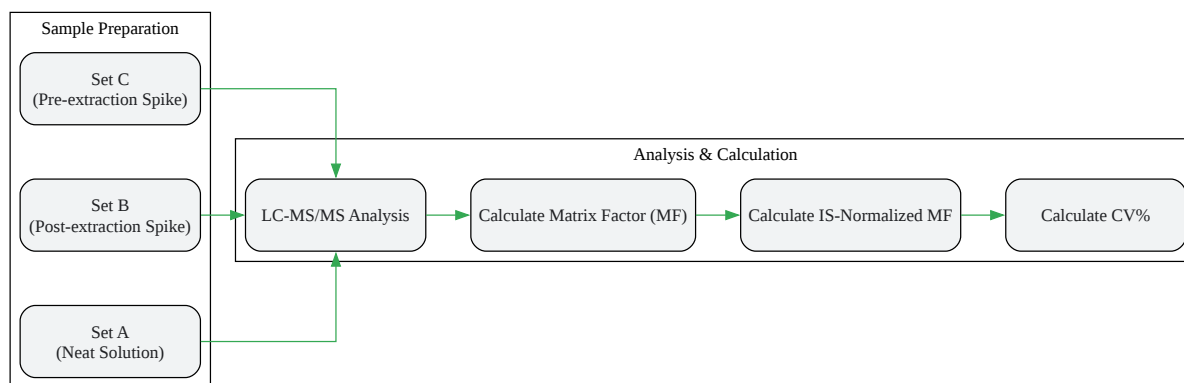 Sample Preparation
Set C
(Pre-extraction Spike)
Set B
(Post-extraction Spike)
Set A
(Neat Solution)
Analysis & Calculation
LC-MS/MS Analysis
Calculate Matrix Factor (MF)
Calculate IS-Normalized MF
Calculate CV%